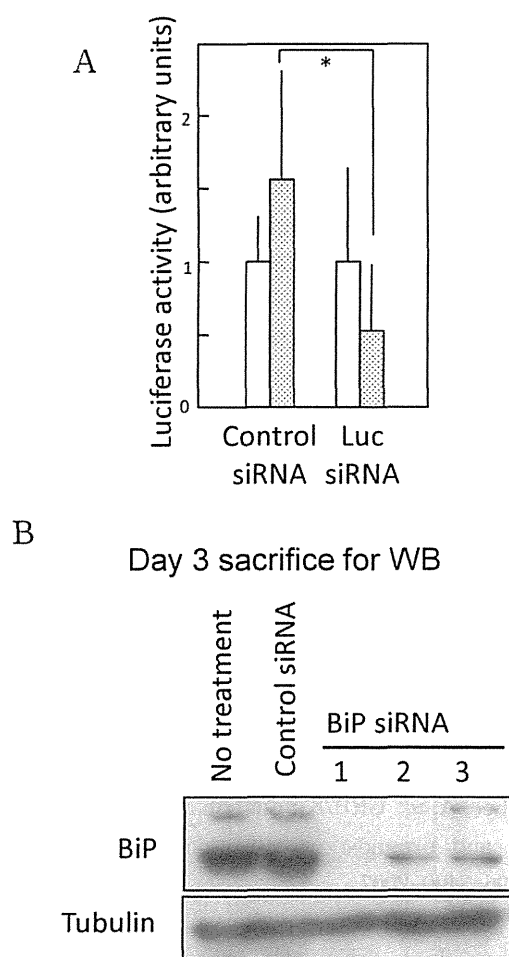 A
Luciferase activity (arbitrary units)
2
1
0
*
Control siRNA
Luc siRNA
B
Day 3 sacrifice for WB
No treatment
Control siRNA
BiP siRNA
1 2 3
BiP
Tubulin